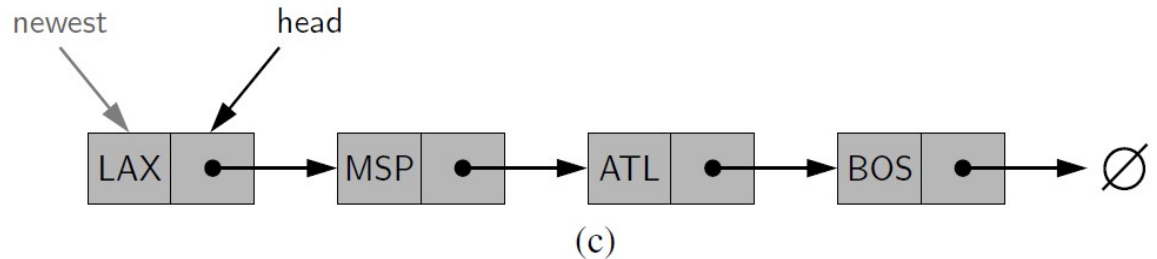 newest head
LAX MSP ATL BOS ∅
(c)